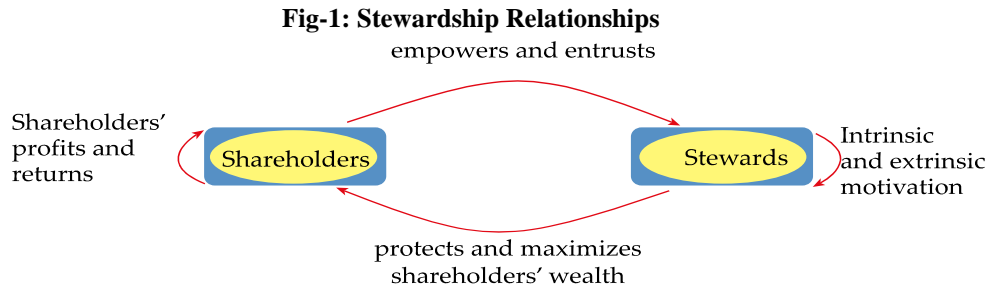 Fig-1: Stewardship Relationships
empowers and entrusts
Shareholders’
profits and
returns
Shareholders
Stewards
Intrinsic
and extrinsic
motivation
protects and maximizes
shareholders’ wealth